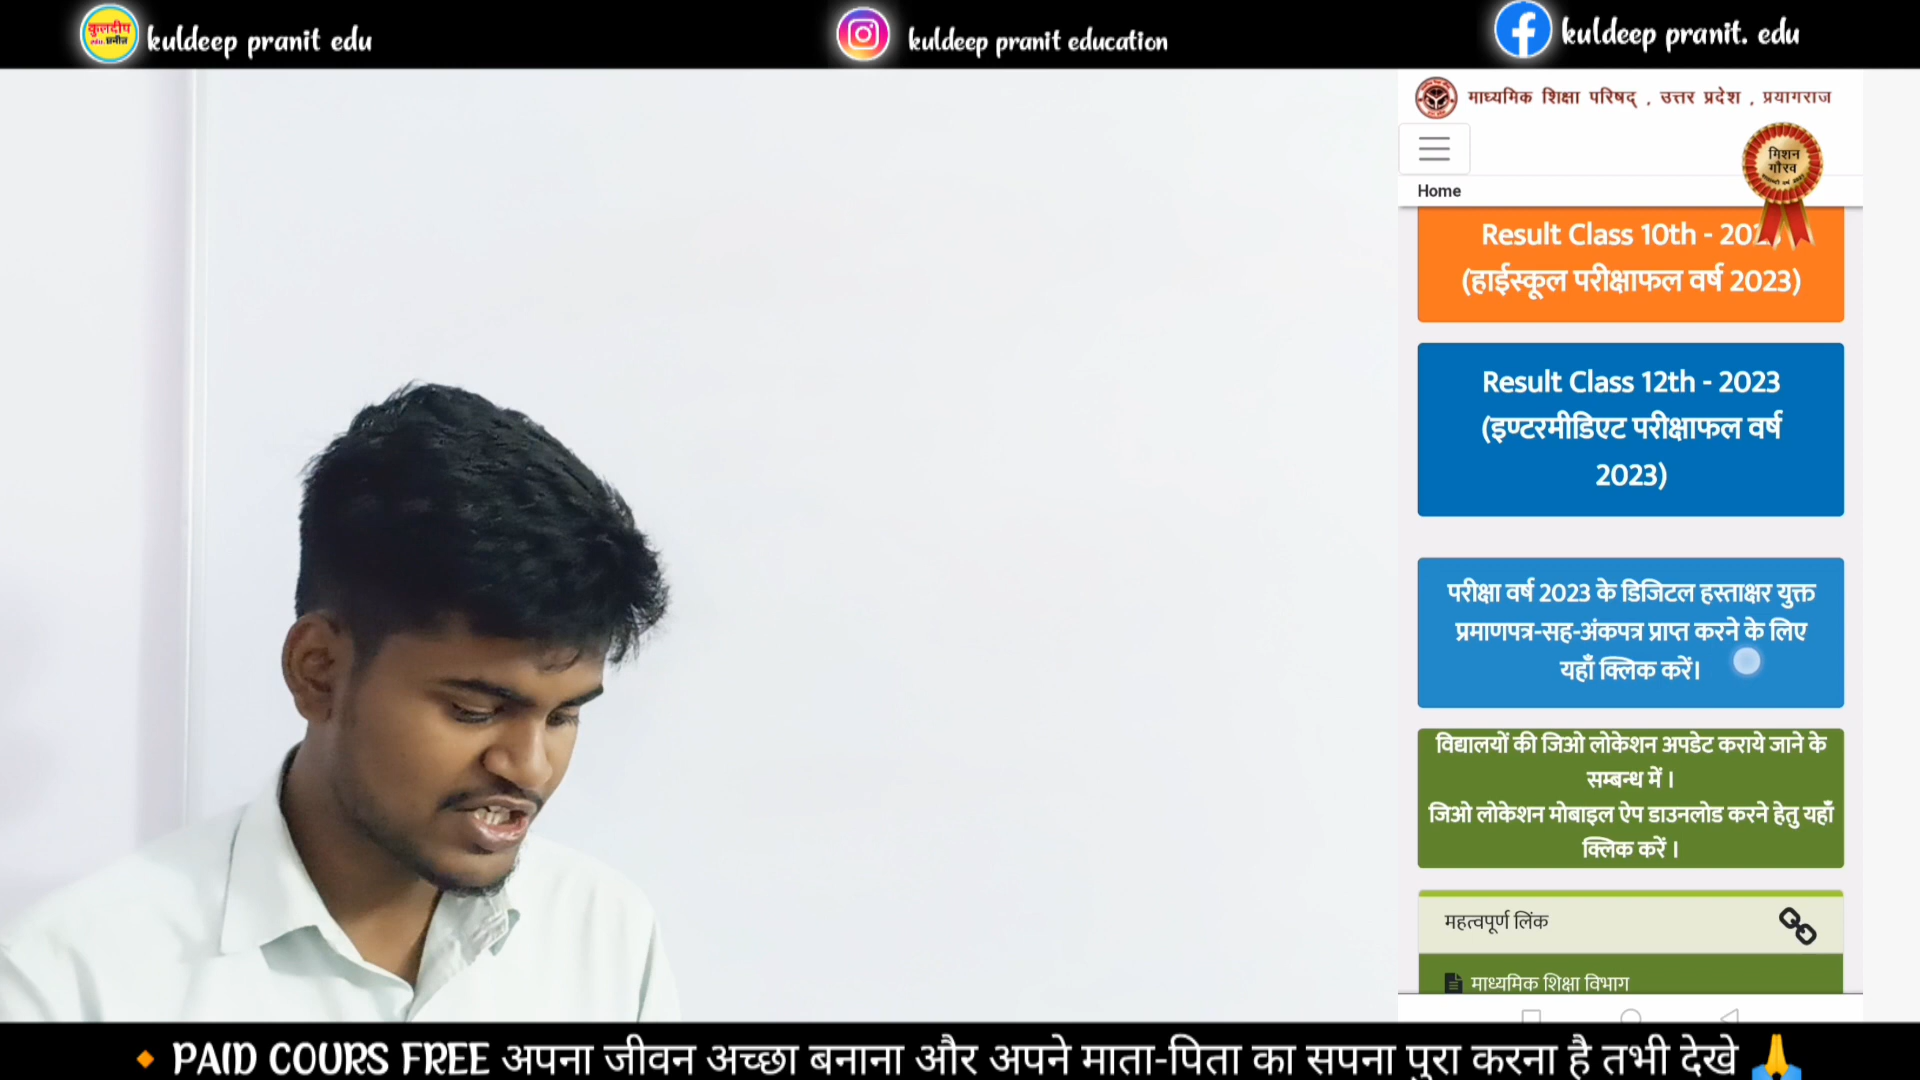 कुलदीप
edu. प्रनीत
kuldeep pranit edu
kuldeep pranit education
kuldeep pranit. edu
माध्यमिक शिक्षा परिषद् , उत्तर प्रदेश , प्रयागराज
मिशन
गौरव
Home
Result Class 10th - 202
(हाईस्कूल परीक्षाफल वर्ष 2023)
Result Class 12th - 2023
(इण्टरमीडिएट परीक्षाफल वर्ष
2023)
परीक्षा वर्ष 2023 के डिजिटल हस्ताक्षर युक्त
प्रमाणपत्र-सह-अंकपत्र प्राप्त करने के लिए
यहाँ क्लिक करें।
विद्यालयों की जिओ लोकेशन अपडेट कराये जाने के
सम्बन्ध में ।
जिओ लोकेशन मोबाइल ऐप डाउनलोड करने हेतु यहाँ
क्लिक करें ।
महत्वपूर्ण लिंक
माध्यमिक शिक्षा विभाग
🔸 PAID COURS FREE अपना जीवन अच्छा बनाना और अपने माता-पिता का सपना पुरा करना है तभी देखे 🙏